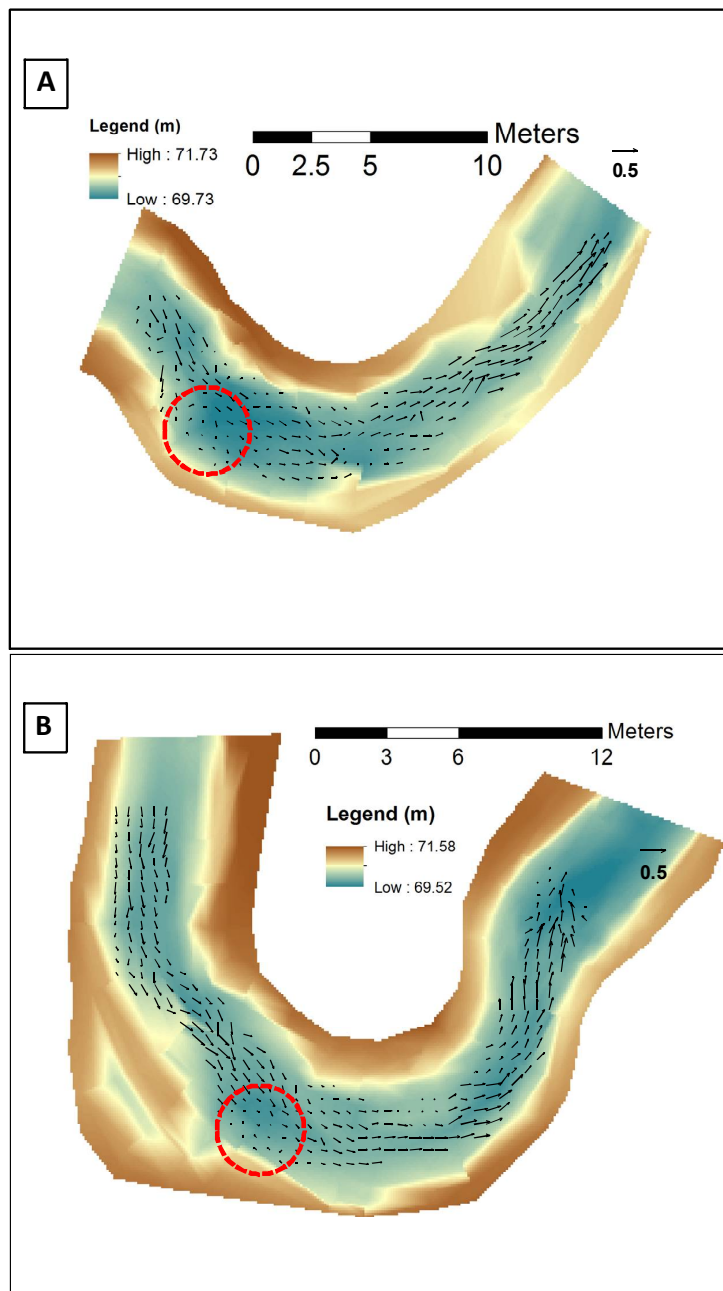 A
Legend (m)
High : 71.73
Low : 69.73
Meters
0 2.5 5 10
0.5
B
Meters
0 3 6 12
Legend (m)
High : 71.58
Low : 69.52
0.5